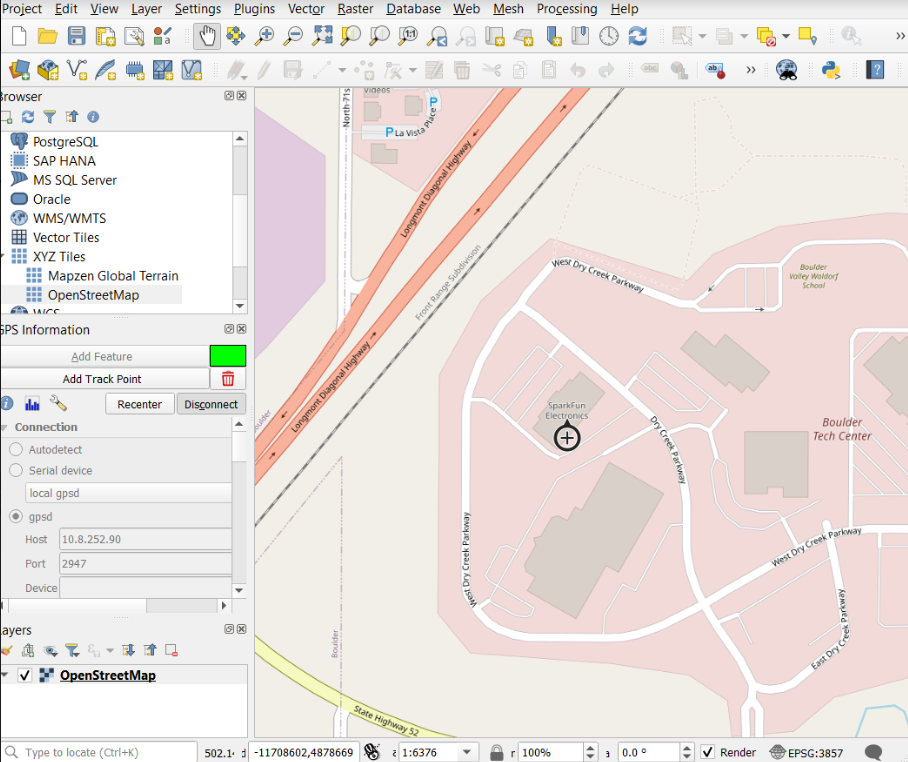 Project Edit View Layer Settings Plugins Vector Raster Database Web Mesh Processing Help
1:1
»
abc
ab
»
?
Browser
PostgreSQL
SAP HANA
MS SQL Server
Oracle
WMS/WMTS
Vector Tiles
XYZ Tiles
Mapzen Global Terrain
OpenStreetMap
WCS
GPS Information
Add Feature
Add Track Point
Recenter
Disconnect
Connection
Autodetect
Serial device
local gpsd
gpsd
Host 10.8.252.90
Port 2947
Device
Layers
OpenStreetMap
Videos
P
P
La Vista Place
North 71s
Longmont Diagonal Highway
Front Range Subdivision
Longmont Diagonal Highway
Boulder
West Dry Creek Parkway
Boulder
Valley Waldorf
School
SparkFun
Electronics
Dry Creek Parkway
Boulder
Tech Center
West Dry Creek Parkway
West Dry Creek Parkway
East Dry Creek Parkway
Boulder
State Highway 52
Type to locate (Ctrl+K)
502.1
-11708602,4878669
1:6376
100%
0.0 °
Render
EPSG:3857